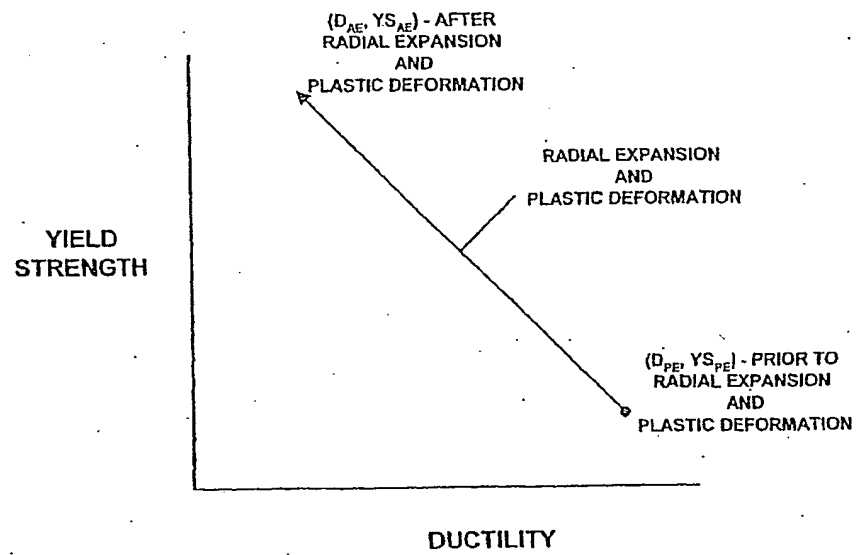 (D_AE, YS_AE) - AFTER
RADIAL EXPANSION
AND
PLASTIC DEFORMATION
RADIAL EXPANSION
AND
PLASTIC DEFORMATION
YIELD
STRENGTH
(D_PE, YS_PE) - PRIOR TO
RADIAL EXPANSION
AND
PLASTIC DEFORMATION
DUCTILITY